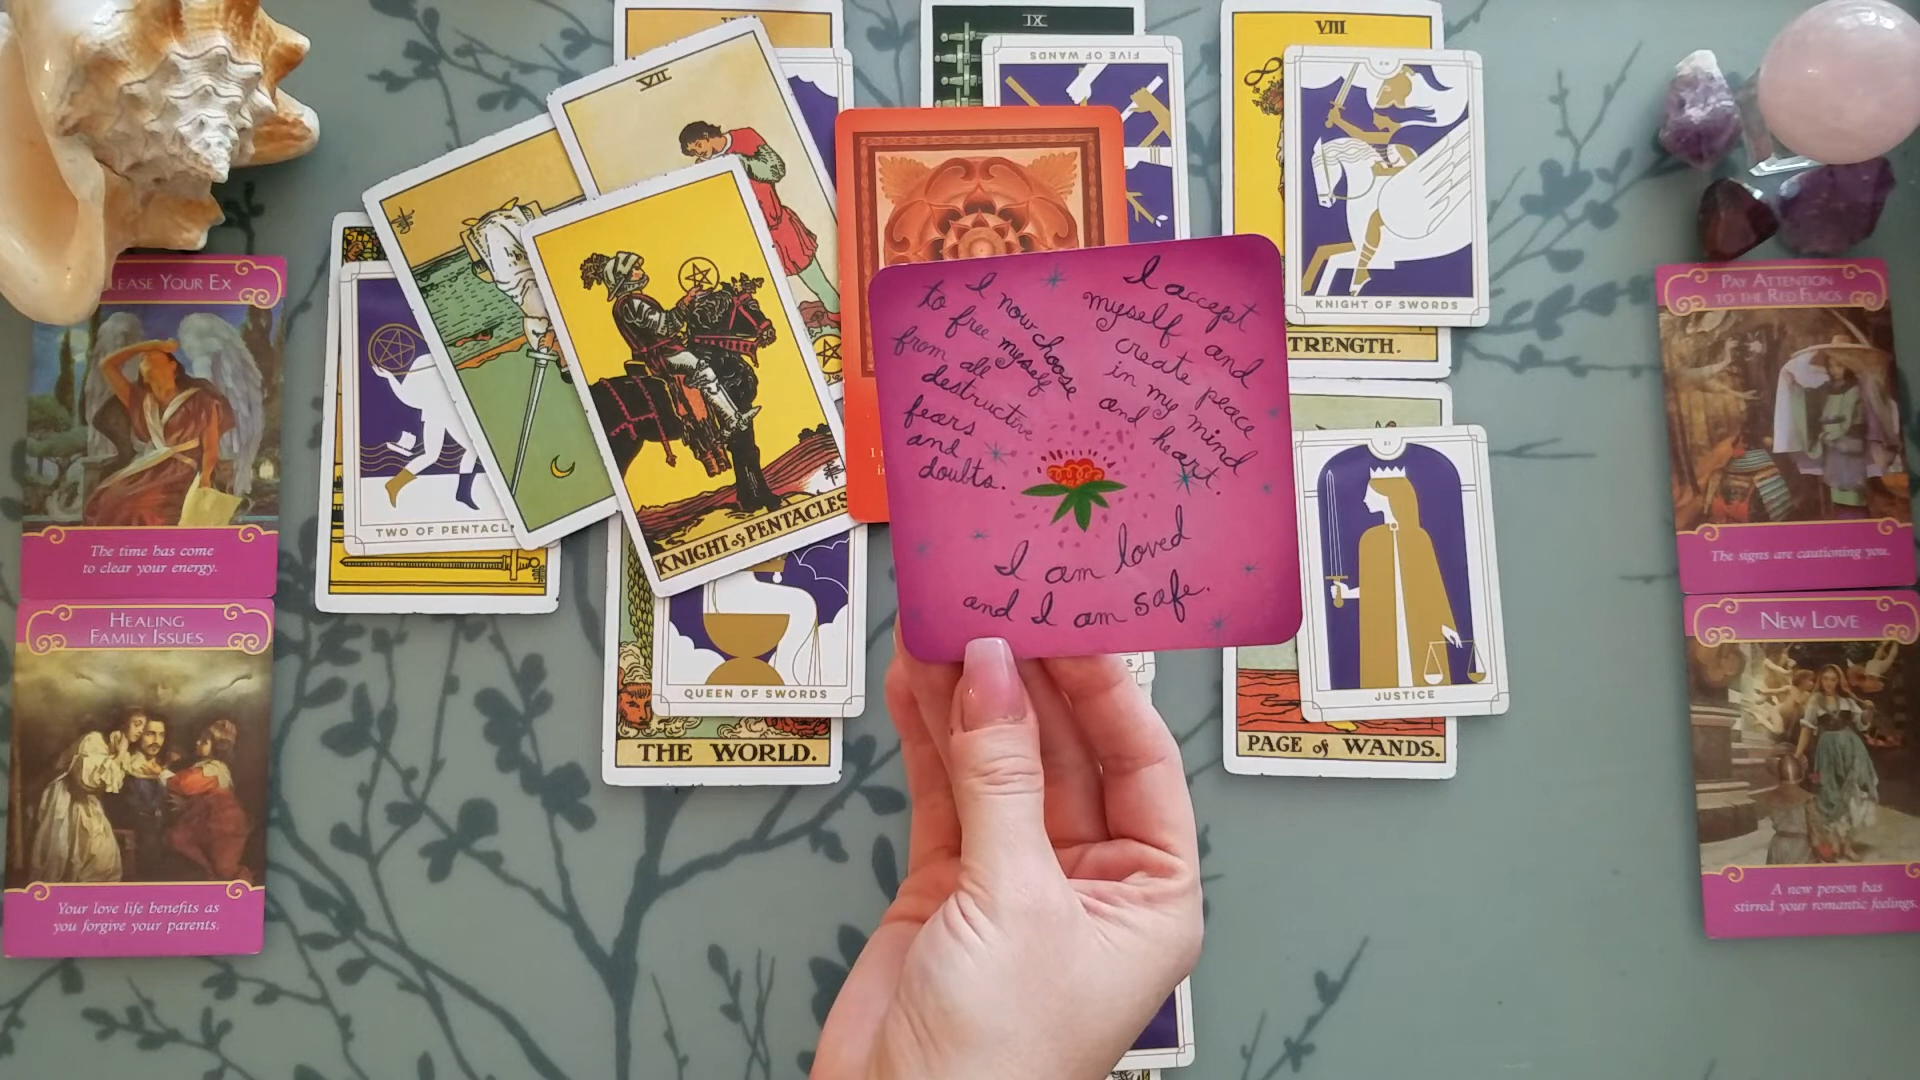 VII
IX
FIVE OF WANDS
VIII
KNIGHT OF SWORDS
TRENGTH.
LEASE YOUR EX
The time has come
to clear your energy.
HEALING
FAMILY ISSUES
Your love life benefits as
you forgive your parents.
TWO OF PENTACL
KNIGHT of PENTACLES
QUEEN OF SWORDS
THE WORLD.
I now choose
to free myself
from all
destructive
fears
and
doubts.
I accept
myself and
create peace
in my mind
and heart.
I am loved
and I am safe.
JUSTICE
PAGE of WANDS.
PAY ATTENTION
TO THE RED FLAGS
The signs are cautioning you.
NEW LOVE
A new person has
stirred your romantic feelings.